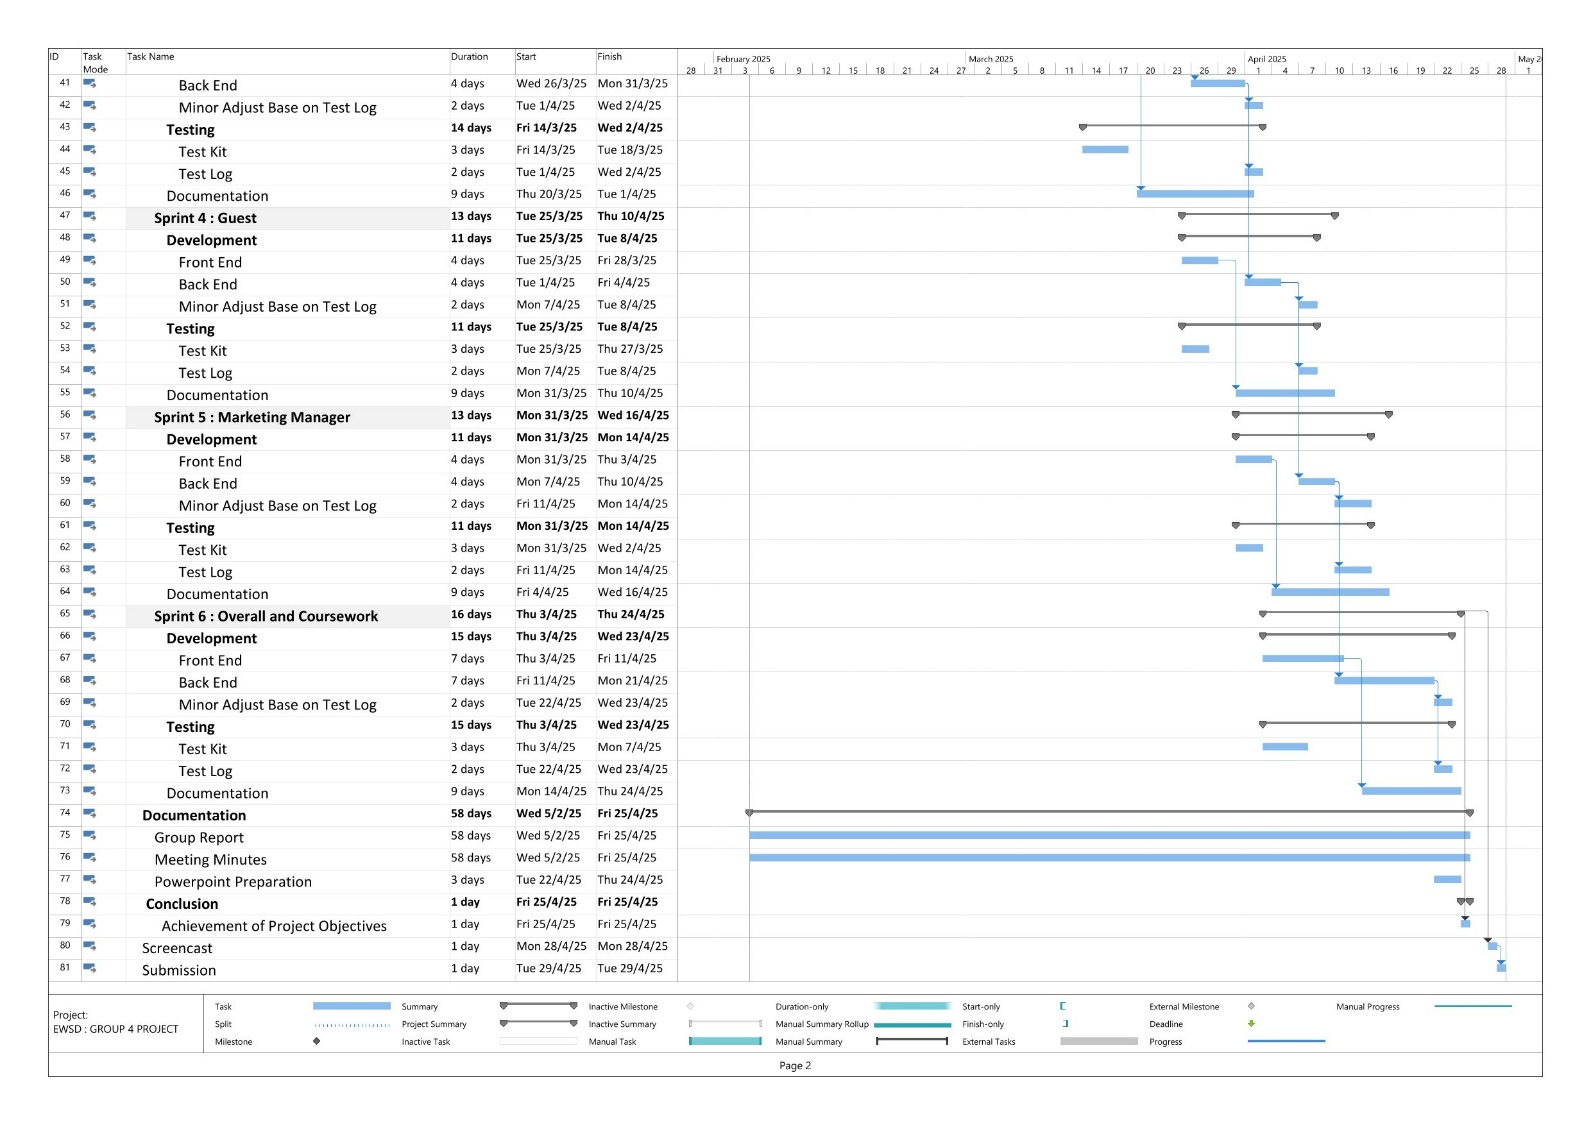 ID Task Mode Task Name Duration Start Finish
February 2025 March 2025 April 2025 May 2
28 31 3 6 9 12 15 18 21 24 27 2 5 8 11 14 17 20 23 26 29 1 4 7 10 13 16 19 22 25 28 1
41 Back End 4 days Wed 26/3/25 Mon 31/3/25
42 Minor Adjust Base on Test Log 2 days Tue 1/4/25 Wed 2/4/25
43 Testing 14 days Fri 14/3/25 Wed 2/4/25
44 Test Kit 3 days Fri 14/3/25 Tue 18/3/25
45 Test Log 2 days Tue 1/4/25 Wed 2/4/25
46 Documentation 9 days Thu 20/3/25 Tue 1/4/25
47 Sprint 4 : Guest 13 days Tue 25/3/25 Thu 10/4/25
48 Development 11 days Tue 25/3/25 Tue 8/4/25
49 Front End 4 days Tue 25/3/25 Fri 28/3/25
50 Back End 4 days Tue 1/4/25 Fri 4/4/25
51 Minor Adjust Base on Test Log 2 days Mon 7/4/25 Tue 8/4/25
52 Testing 11 days Tue 25/3/25 Tue 8/4/25
53 Test Kit 3 days Tue 25/3/25 Thu 27/3/25
54 Test Log 2 days Mon 7/4/25 Tue 8/4/25
55 Documentation 9 days Mon 31/3/25 Thu 10/4/25
56 Sprint 5 : Marketing Manager 13 days Mon 31/3/25 Wed 16/4/25
57 Development 11 days Mon 31/3/25 Mon 14/4/25
58 Front End 4 days Mon 31/3/25 Thu 3/4/25
59 Back End 4 days Mon 7/4/25 Thu 10/4/25
60 Minor Adjust Base on Test Log 2 days Fri 11/4/25 Mon 14/4/25
61 Testing 11 days Mon 31/3/25 Mon 14/4/25
62 Test Kit 3 days Mon 31/3/25 Wed 2/4/25
63 Test Log 2 days Fri 11/4/25 Mon 14/4/25
64 Documentation 9 days Fri 4/4/25 Wed 16/4/25
65 Sprint 6 : Overall and Coursework 16 days Thu 3/4/25 Thu 24/4/25
66 Development 15 days Thu 3/4/25 Wed 23/4/25
67 Front End 7 days Thu 3/4/25 Fri 11/4/25
68 Back End 7 days Fri 11/4/25 Mon 21/4/25
69 Minor Adjust Base on Test Log 2 days Tue 22/4/25 Wed 23/4/25
70 Testing 15 days Thu 3/4/25 Wed 23/4/25
71 Test Kit 3 days Thu 3/4/25 Mon 7/4/25
72 Test Log 2 days Tue 22/4/25 Wed 23/4/25
73 Documentation 9 days Mon 14/4/25 Thu 24/4/25
74 Documentation 58 days Wed 5/2/25 Fri 25/4/25
75 Group Report 58 days Wed 5/2/25 Fri 25/4/25
76 Meeting Minutes 58 days Wed 5/2/25 Fri 25/4/25
77 Powerpoint Preparation 3 days Tue 22/4/25 Thu 24/4/25
78 Conclusion 1 day Fri 25/4/25 Fri 25/4/25
79 Achievement of Project Objectives 1 day Fri 25/4/25 Fri 25/4/25
80 Screencast 1 day Mon 28/4/25 Mon 28/4/25
81 Submission 1 day Tue 29/4/25 Tue 29/4/25
Project:
EWSD : GROUP 4 PROJECT
Task Summary Inactive Milestone Duration-only Start-only External Milestone Manual Progress
Split Project Summary Inactive Summary Manual Summary Rollup Finish-only Deadline
Milestone Inactive Task Manual Task Manual Summary External Tasks Progress
Page 2